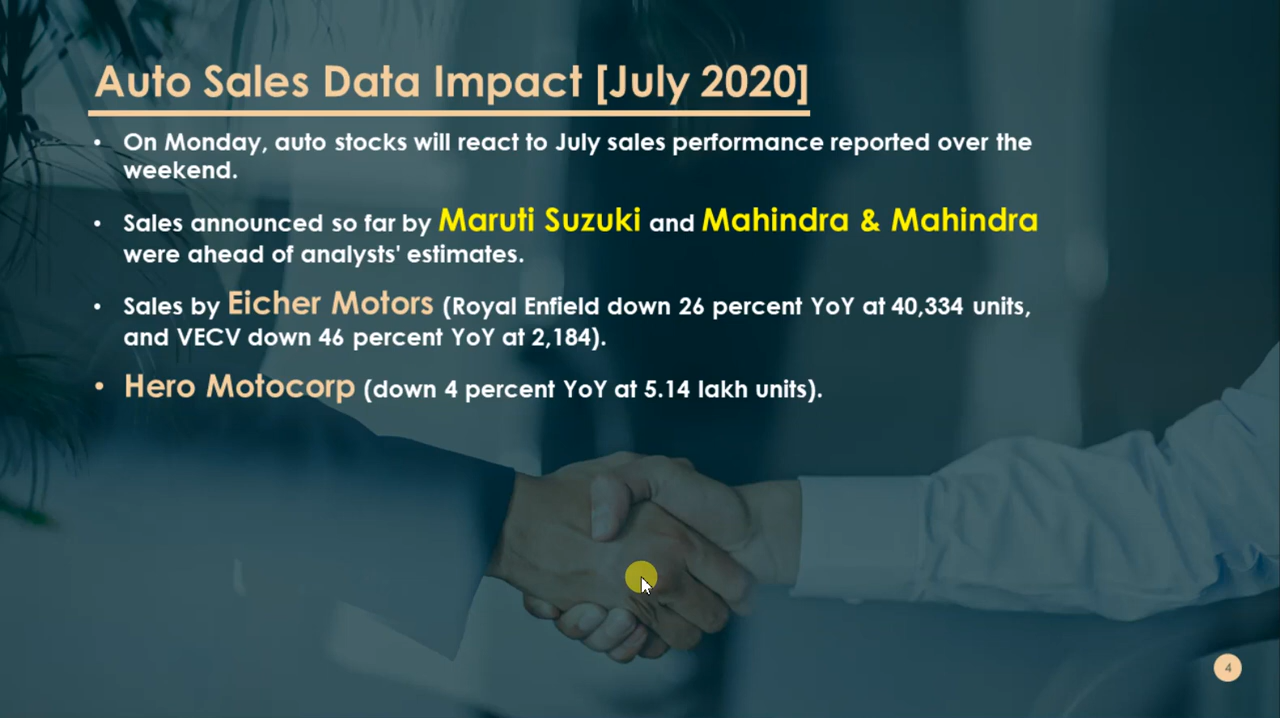 Auto Sales Data Impact [July 2020]
• On Monday, auto stocks will react to July sales performance reported over the
weekend.
• Sales announced so far by Maruti Suzuki and Mahindra & Mahindra
were ahead of analysts' estimates.
• Sales by Eicher Motors (Royal Enfield down 26 percent YoY at 40,334 units,
and VECV down 46 percent YoY at 2,184).
• Hero Motocorp (down 4 percent YoY at 5.14 lakh units).
4